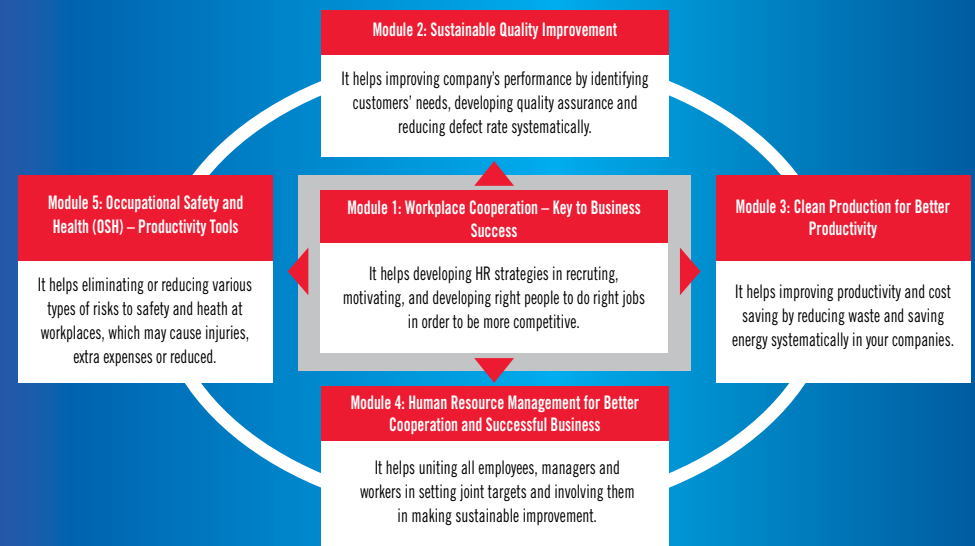 Module 2: Sustainable Quality Improvement
It helps improving company's performance by identifying
customers' needs, developing quality assurance and
reducing defect rate systematically.
Module 5: Occupational Safety and
Health (OSH) – Productivity Tools
It helps eliminating or reducing various
types of risks to safety and heath at
workplaces, which may cause injuries,
extra expenses or reduced.
Module 1: Workplace Cooperation – Key to Business
Success
It helps developing HR strategies in recruting,
motivating, and developing right people to do right jobs
in order to be more competitive.
Module 3: Clean Production for Better
Productivity
It helps improving productivity and cost
saving by reducing waste and saving
energy systematically in your companies.
Module 4: Human Resource Management for Better
Cooperation and Successful Business
It helps uniting all employees, managers and
workers in setting joint targets and involving them
in making sustainable improvement.